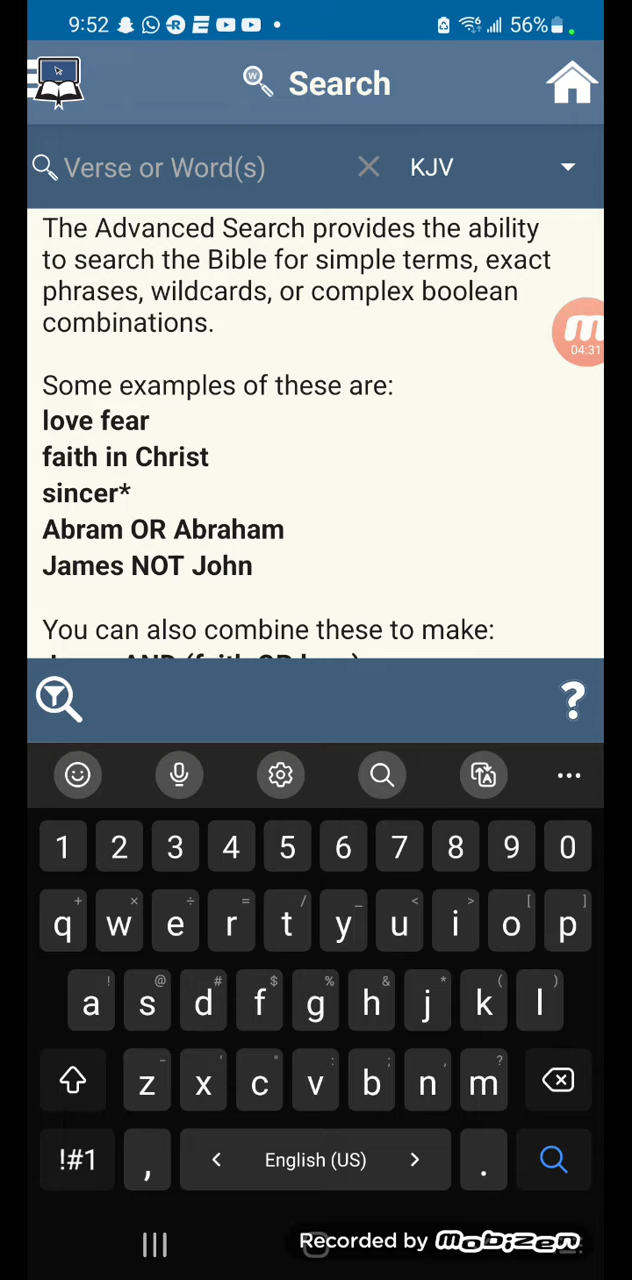 9:52 56%
Search
Verse or Word(s) KJV
The Advanced Search provides the ability
to search the Bible for simple terms, exact
phrases, wildcards, or complex boolean
combinations.
04:31
Some examples of these are:
love fear
faith in Christ
sincer*
Abram OR Abraham
James NOT John
You can also combine these to make:
?
1 2 3 4 5 6 7 8 9 0
+ × ÷ = / _ < > [ ]
q w e r t y u i o p
! @ # $ % & * ( )
a s d f g h j k l
- ' " : ; , ?
z x c v b n m
!#1 , < English (US) > .
Recorded by mobizen